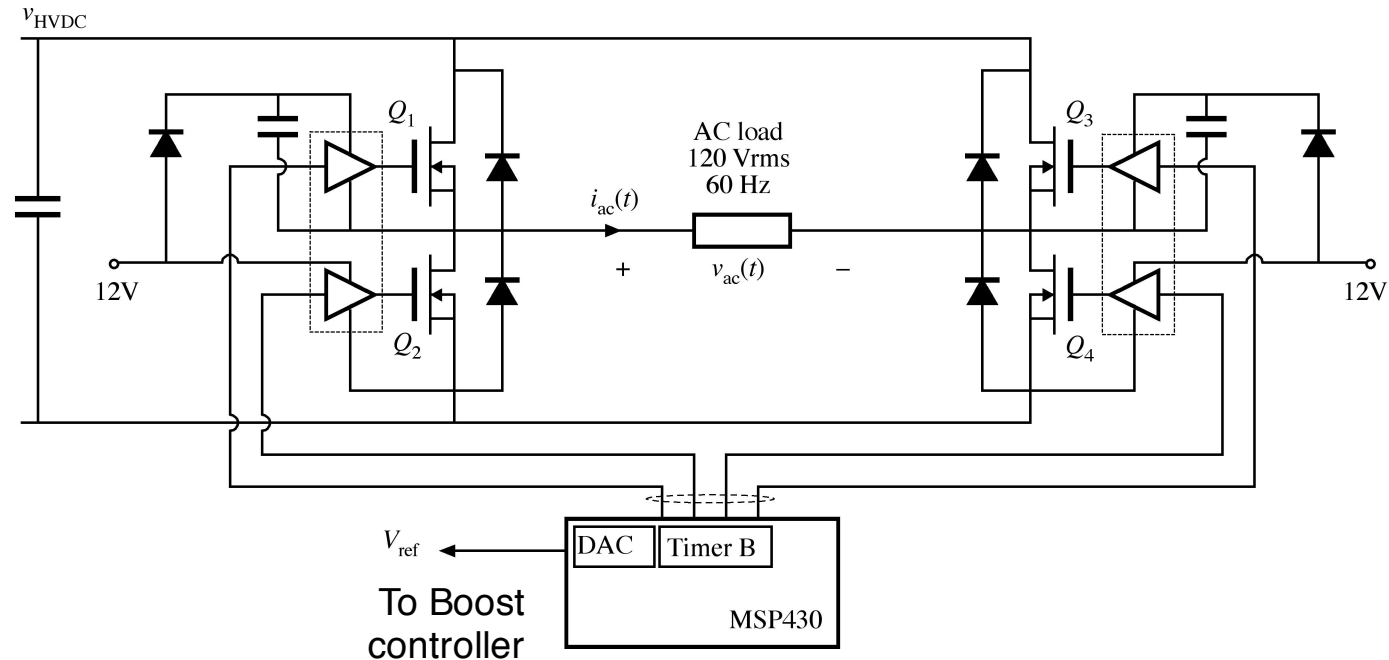 vHVDC
Q1
Q3
AC load
120 Vrms
60 Hz
iac(t)
+ vac(t) –
12V
12V
Q2
Q4
Vref
DAC
Timer B
To Boost
controller
MSP430